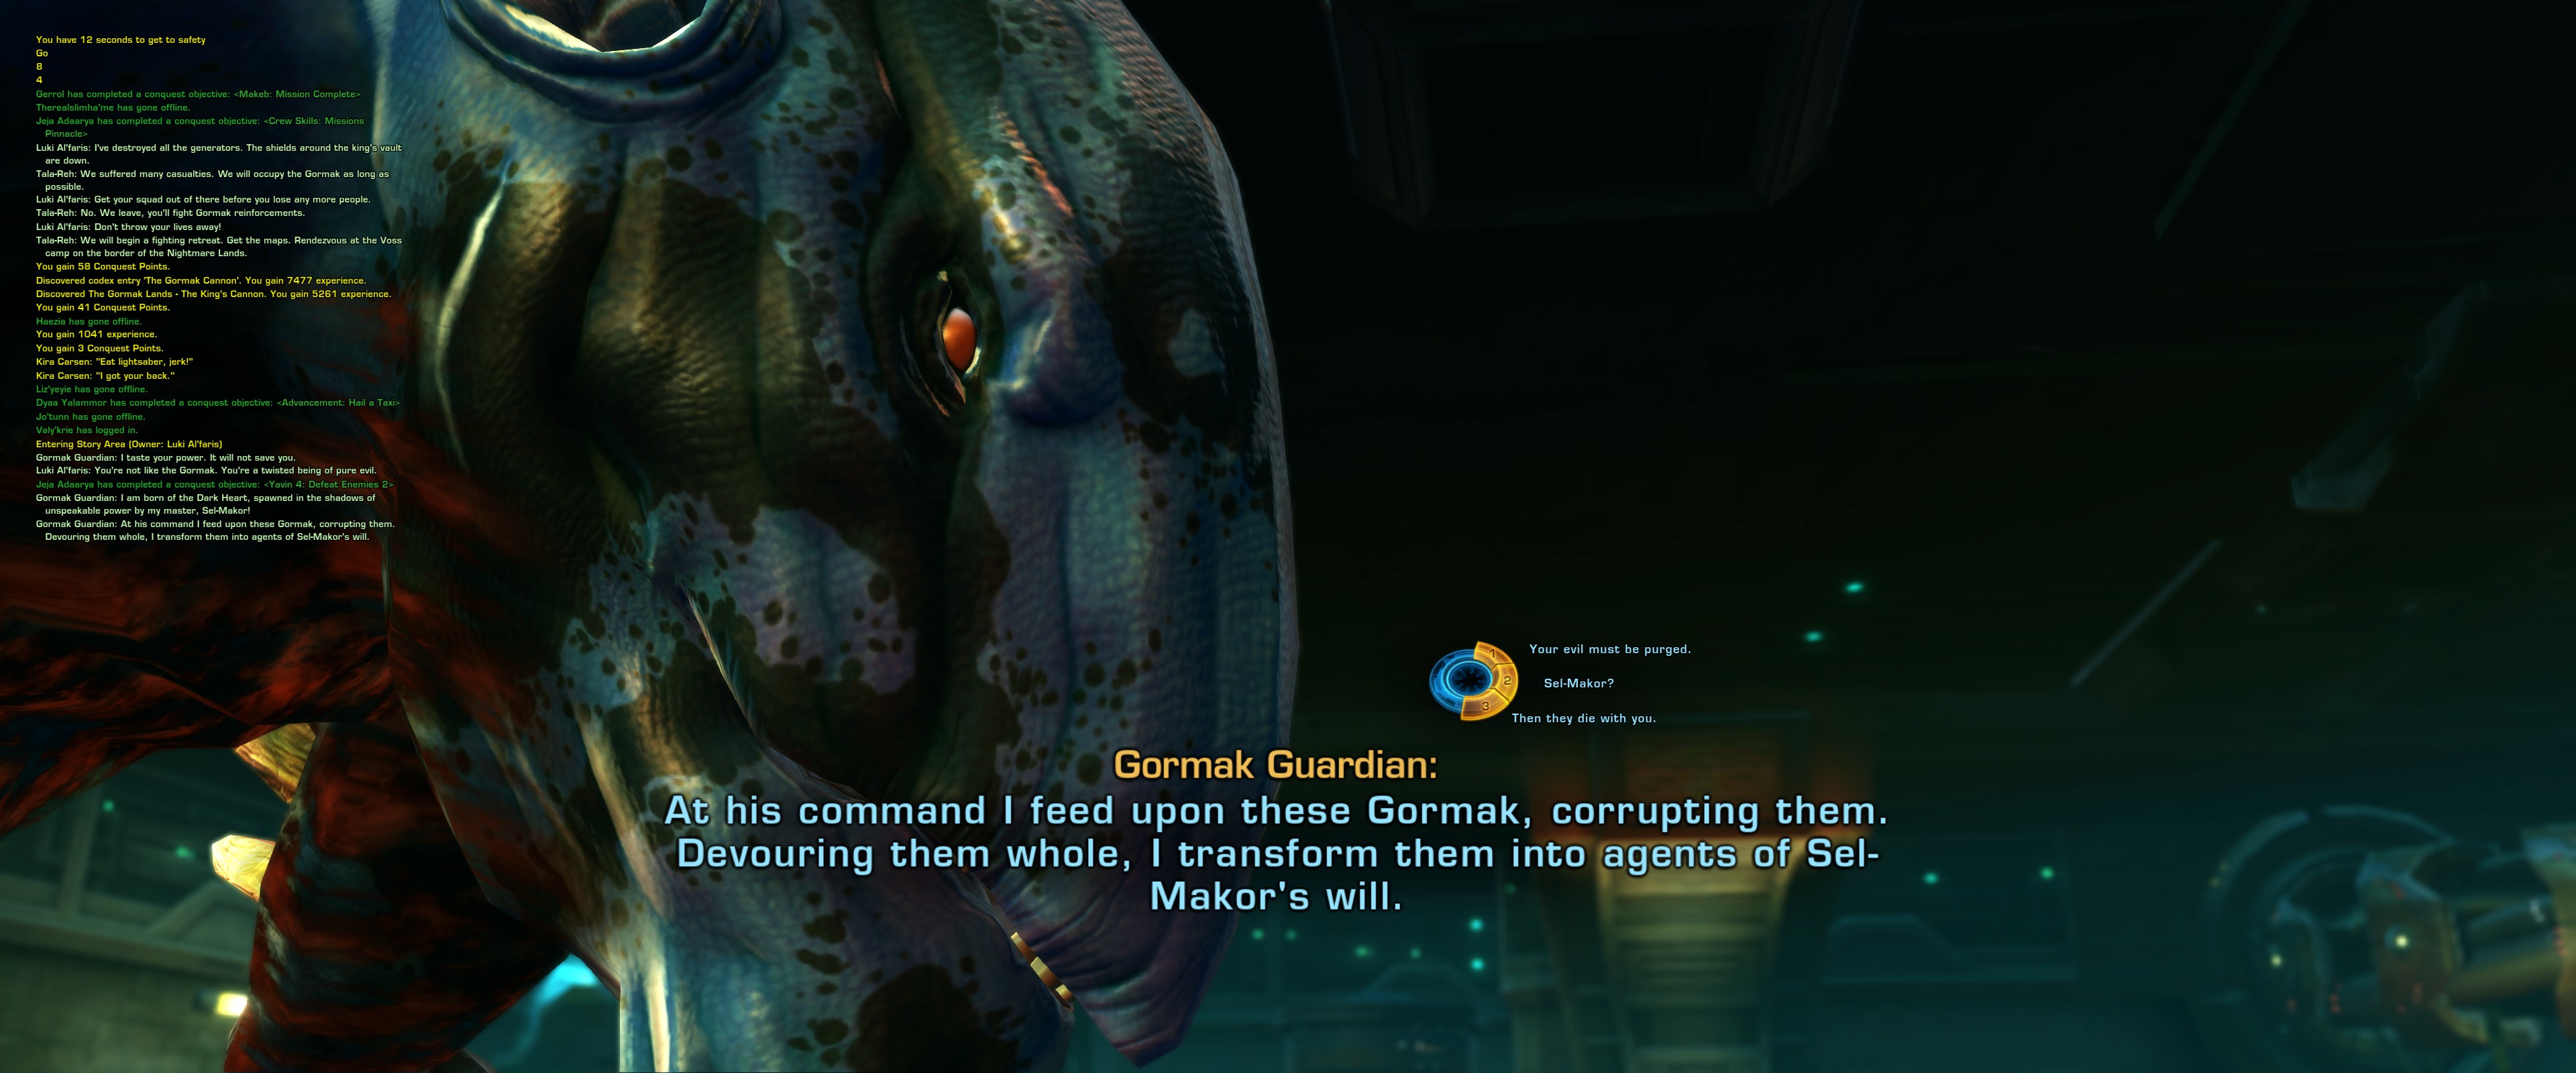 You have 12 seconds to get to safety
Go
8
4
Gerrol has completed a conquest objective: <Makeb: Mission Complete>
Therealslimha'me has gone offline.
Jeja Adaarya has completed a conquest objective: <Crew Skills: Missions
Pinnacle>
Luki Al'faris: I've destroyed all the generators. The shields around the king's vault
are down.
Tala-Reh: We suffered many casualties. We will occupy the Gormak as long as
possible.
Luki Al'faris: Get your squad out of there before you lose any more people.
Tala-Reh: No. We leave, you'll fight Gormak reinforcements.
Luki Al'faris: Don't throw your lives away!
Tala-Reh: We will begin a fighting retreat. Get the maps. Rendezvous at the Voss
camp on the border of the Nightmare Lands.
You gain 58 Conquest Points.
Discovered codex entry 'The Gormak Cannon'. You gain 7477 experience.
Discovered The Gormak Lands - The King's Cannon. You gain 5261 experience.
You gain 41 Conquest Points.
Haezia has gone offline.
You gain 1041 experience.
You gain 3 Conquest Points.
Kira Carsen: "Eat lightsaber, jerk!"
Kira Carsen: "I got your back."
Liz'yeyie has gone offline.
Dyaa Yalammor has completed a conquest objective: <Advancement: Hail a Taxi>
Jo'tunn has gone offline.
Valy'krie has logged in.
Entering Story Area (Owner: Luki Al'faris)
Gormak Guardian: I taste your power. It will not save you.
Luki Al'faris: You're not like the Gormak. You're a twisted being of pure evil.
Jeja Adaarya has completed a conquest objective: <Yavin 4: Defeat Enemies 2>
Gormak Guardian: I am born of the Dark Heart, spawned in the shadows of
unspeakable power by my master, Sel-Makor!
Gormak Guardian: At his command I feed upon these Gormak, corrupting them.
Devouring them whole, I transform them into agents of Sel-Makor's will.
1 Your evil must be purged.
2 Sel-Makor?
3 Then they die with you.
Gormak Guardian:
At his command I feed upon these Gormak, corrupting them.
Devouring them whole, I transform them into agents of Sel-
Makor's will.